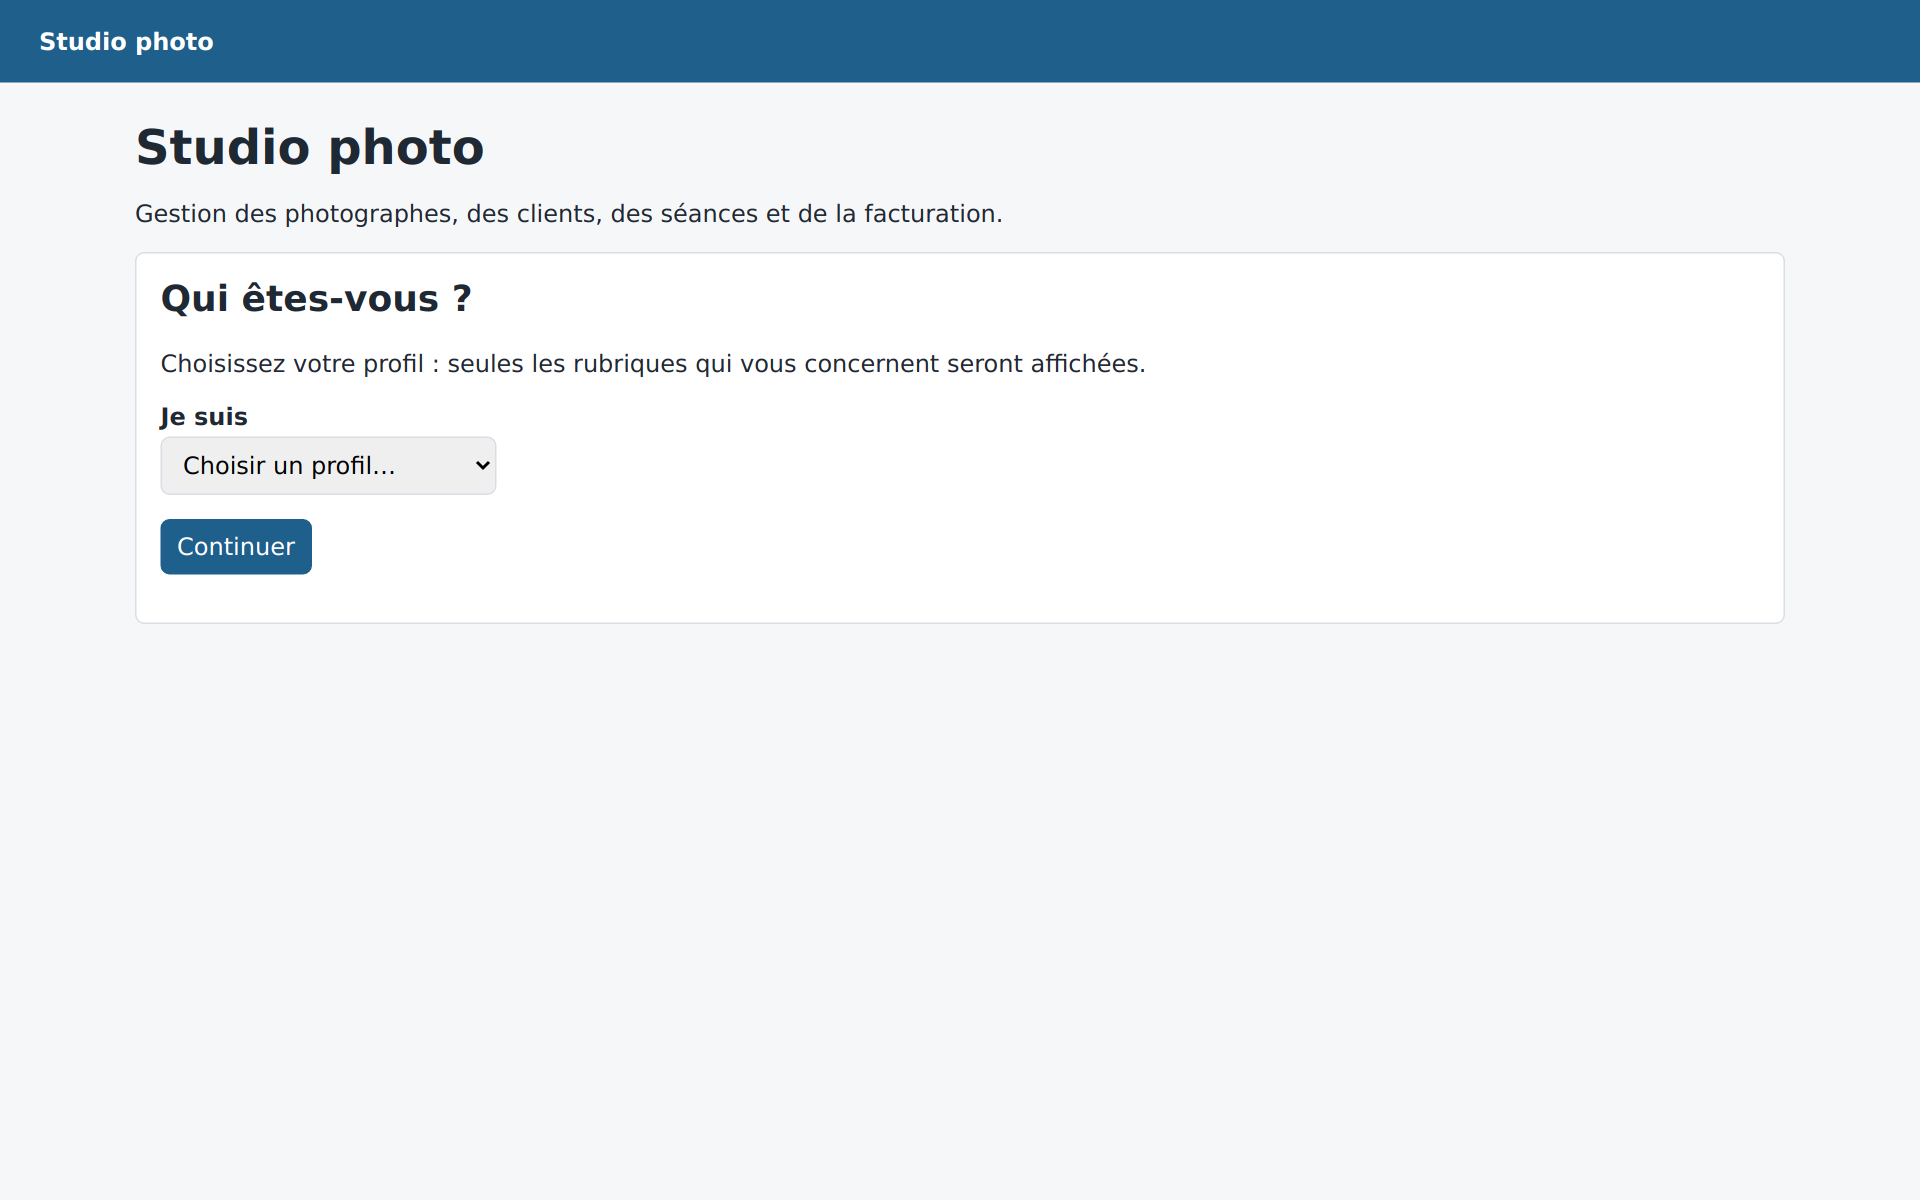 Studio photo
Studio photo
Gestion des photographes, des clients, des séances et de la facturation.
Qui êtes-vous ?
Choisissez votre profil : seules les rubriques qui vous concernent seront affichées.
Je suis
Choisir un profil…
Continuer